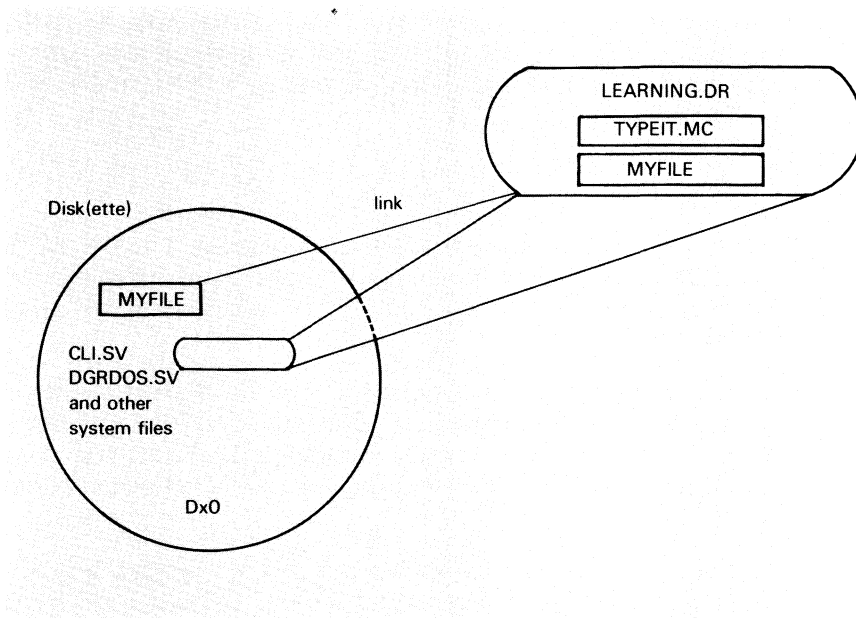 LEARNING.DR
TYPEIT.MC
MYFILE
Disk(ette)
link
MYFILE
CLI.SV
DGRDOS.SV
and other
system files
Dx0